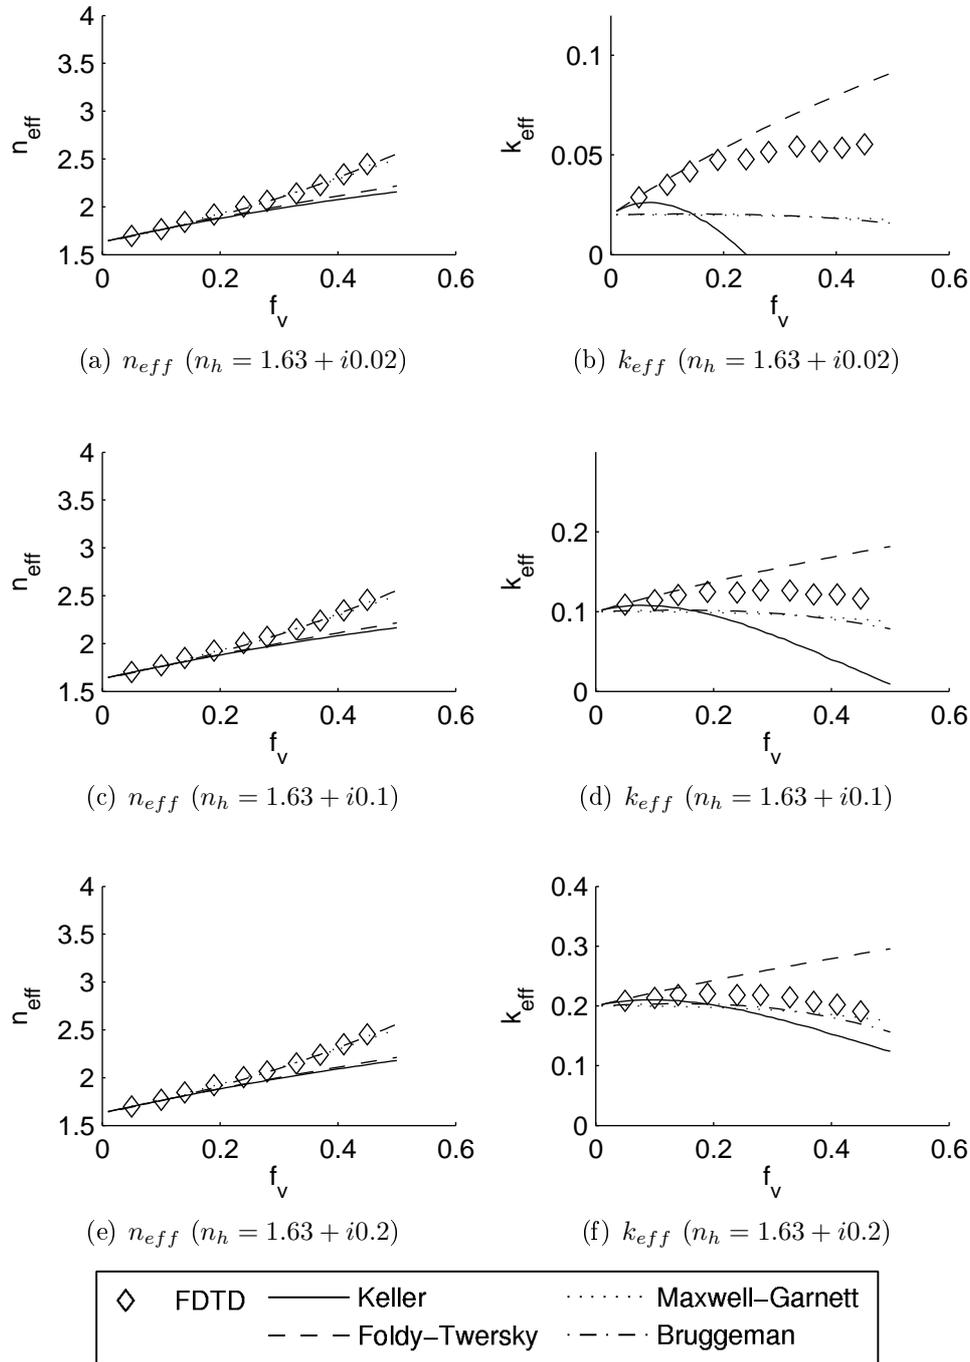 4
3.5
3
2.5
2
1.5
0 0.2 0.4 0.6
n_eff
f_v
0.1
0.05
0
0 0.2 0.4 0.6
k_eff
f_v
(a) n_eff (n_h = 1.63 + i0.02)
(b) k_eff (n_h = 1.63 + i0.02)
4
3.5
3
2.5
2
1.5
0 0.2 0.4 0.6
n_eff
f_v
0.2
0.1
0
0 0.2 0.4 0.6
k_eff
f_v
(c) n_eff (n_h = 1.63 + i0.1)
(d) k_eff (n_h = 1.63 + i0.1)
4
3.5
3
2.5
2
1.5
0 0.2 0.4 0.6
n_eff
f_v
0.4
0.3
0.2
0.1
0
0 0.2 0.4 0.6
k_eff
f_v
(e) n_eff (n_h = 1.63 + i0.2)
(f) k_eff (n_h = 1.63 + i0.2)
FDTD
Keller
Maxwell−Garnett
Foldy−Twersky
Bruggeman